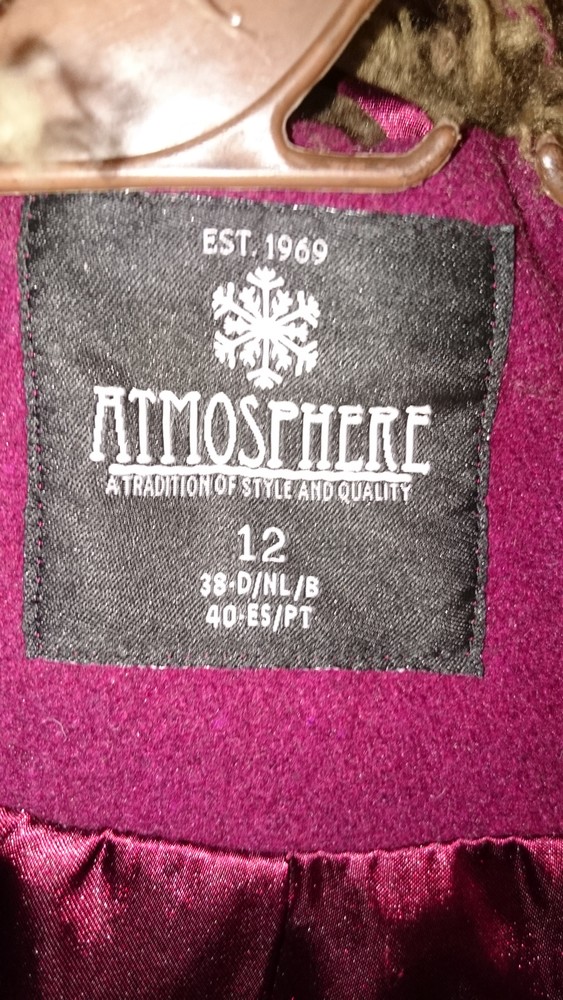 EST. 1969
ATMOSPHERE
A TRADITION OF STYLE AND QUALITY
12
38-D/NL/B
40-ES/PT